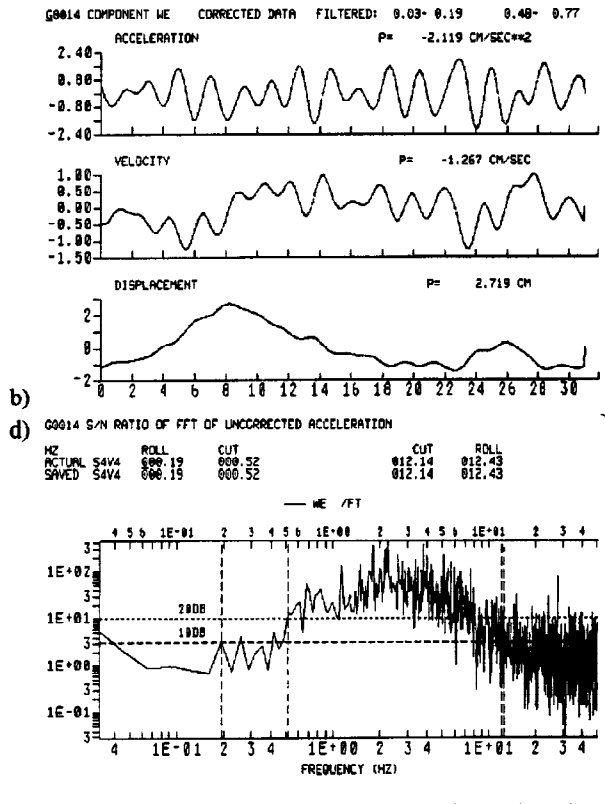 G0014 COMPONENT WE CORRECTED DATA FILTERED: 0.03- 0.19 0.48- 0.77
ACCELERATION P= -2.119 CM/SEC**2
2.40
0.80
-0.80
-2.40
VELOCITY P= -1.267 CM/SEC
1.00
0.50
0.00
-0.50
-1.00
-1.50
DISPLACEMENT P= 2.719 CM
2
0
-2
0 2 4 6 8 10 12 14 16 18 20 22 24 26 28 30
b)
d) G0014 S/N RATIO OF FFT OF UNCORRECTED ACCELERATION
HZ ROLL CUT CUT ROLL
ACTUAL S4V4 000.19 000.52 012.14 012.43
SAVED S4V4 000.19 000.52 012.14 012.43
WE /FT
4 5 6 1E-01 2 3 4 5 6 1E+00 2 3 4 5 6 1E+01 2 3 4
3
1E+02
3
20DB
1E+01
10DB
3
1E+00
3
1E-01
3
4 1E-01 2 3 4 1E+00 2 3 4 1E+01 2 3 4
FREQUENCY (HZ)